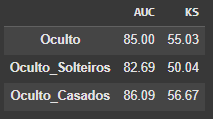 AUC KS
Oculto 85.00 55.03
Oculto_Solteiros 82.69 50.04
Oculto_Casados 86.09 56.67